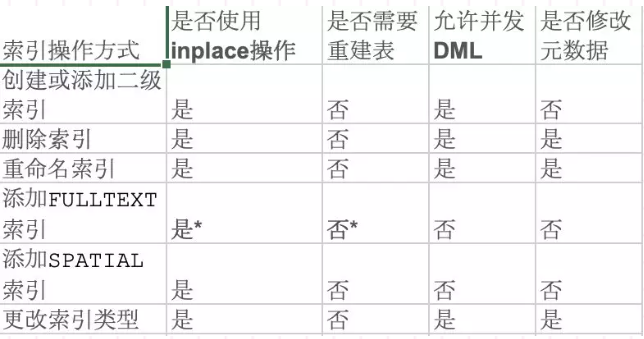 索引操作方式 是否使用inplace操作 是否需要重建表 允许并发DML 是否修改元数据
创建或添加二级索引 是 否 是 否
删除索引 是 否 是 是
重命名索引 是 否 是 是
添加FULLTEXT索引 是* 否* 否 否
添加SPATIAL索引 是 否 否 否
更改索引类型 是 否 是 是